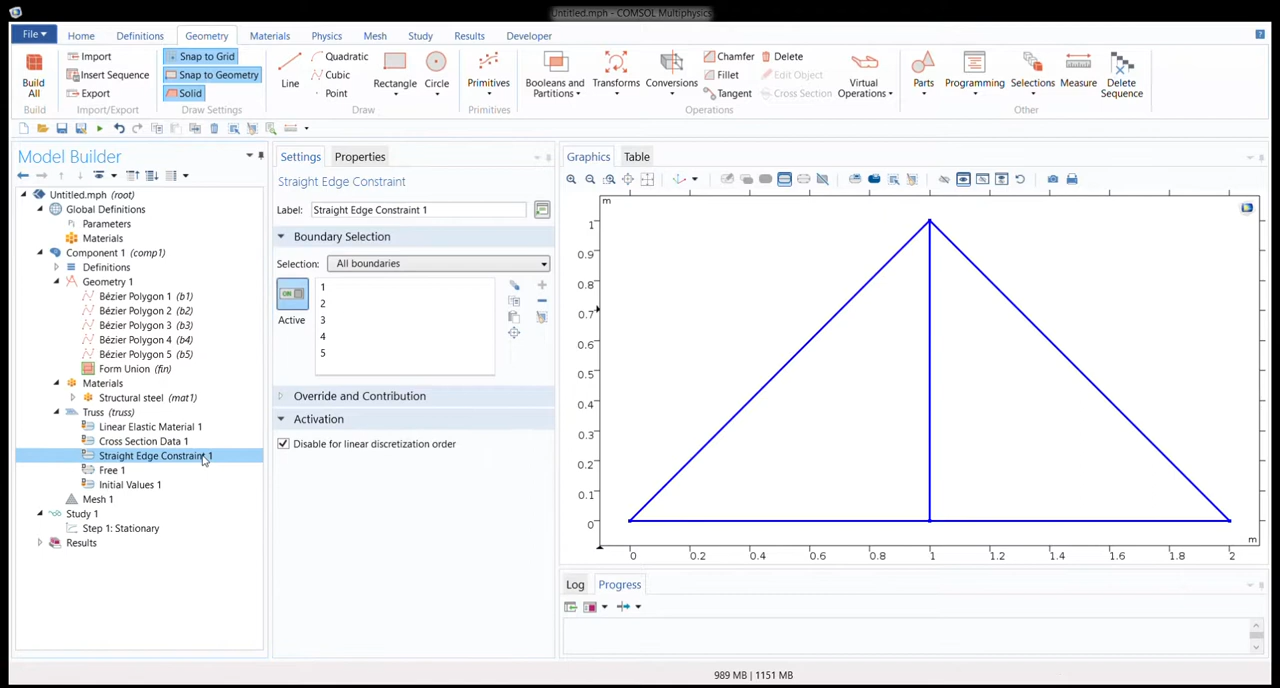 Untitled.mph - COMSOL Multiphysics
File
Home
Definitions
Geometry
Materials
Physics
Mesh
Study
Results
Developer
Build
All
Build
Import
Insert Sequence
Export
Import/Export
Snap to Grid
Snap to Geometry
Solid
Draw Settings
Line
Quadratic
Cubic
Point
Rectangle
Circle
Draw
Primitives
Primitives
Booleans and
Partitions
Transforms
Conversions
Chamfer
Fillet
Tangent
Delete
Edit Object
Cross Section
Operations
Virtual
Operations
Parts
Programming
Selections
Measure
Delete
Sequence
Other
Model Builder
Untitled.mph (root)
Global Definitions
Parameters
Materials
Component 1 (comp1)
Definitions
Geometry 1
Bézier Polygon 1 (b1)
Bézier Polygon 2 (b2)
Bézier Polygon 3 (b3)
Bézier Polygon 4 (b4)
Bézier Polygon 5 (b5)
Form Union (fin)
Materials
Structural steel (mat1)
Truss (truss)
Linear Elastic Material 1
Cross Section Data 1
Straight Edge Constraint 1
Free 1
Initial Values 1
Mesh 1
Study 1
Step 1: Stationary
Results
Settings
Properties
Straight Edge Constraint
Label: Straight Edge Constraint 1
Boundary Selection
Selection: All boundaries
ON
Active
1
2
3
4
5
Override and Contribution
Activation
Disable for linear discretization order
Graphics
Table
m
1
0.9
0.8
0.7
0.6
0.5
0.4
0.3
0.2
0.1
0
m
0 0.2 0.4 0.6 0.8 1 1.2 1.4 1.6 1.8 2
Log
Progress
989 MB | 1151 MB